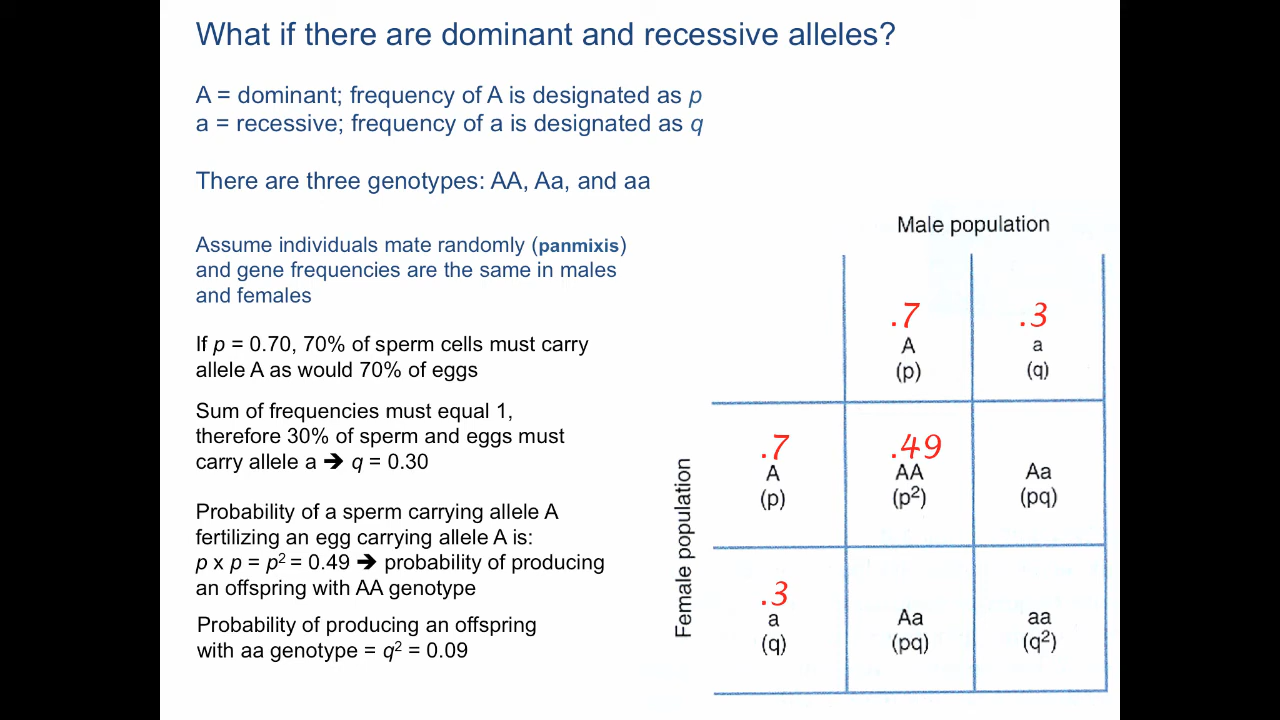 What if there are dominant and recessive alleles?
A = dominant; frequency of A is designated as p
a = recessive; frequency of a is designated as q
There are three genotypes: AA, Aa, and aa
Assume individuals mate randomly (panmixis)
and gene frequencies are the same in males
and females
If p = 0.70, 70% of sperm cells must carry
allele A as would 70% of eggs
Sum of frequencies must equal 1,
therefore 30% of sperm and eggs must
carry allele a ➔ q = 0.30
Probability of a sperm carrying allele A
fertilizing an egg carrying allele A is:
p x p = p² = 0.49 ➔ probability of producing
an offspring with AA genotype
Probability of producing an offspring
with aa genotype = q² = 0.09
Male population
.7 .3
A a
(p) (q)
Female population
.7 .49
A AA Aa
(p) (p²) (pq)
.3
a Aa aa
(q) (pq) (q²)